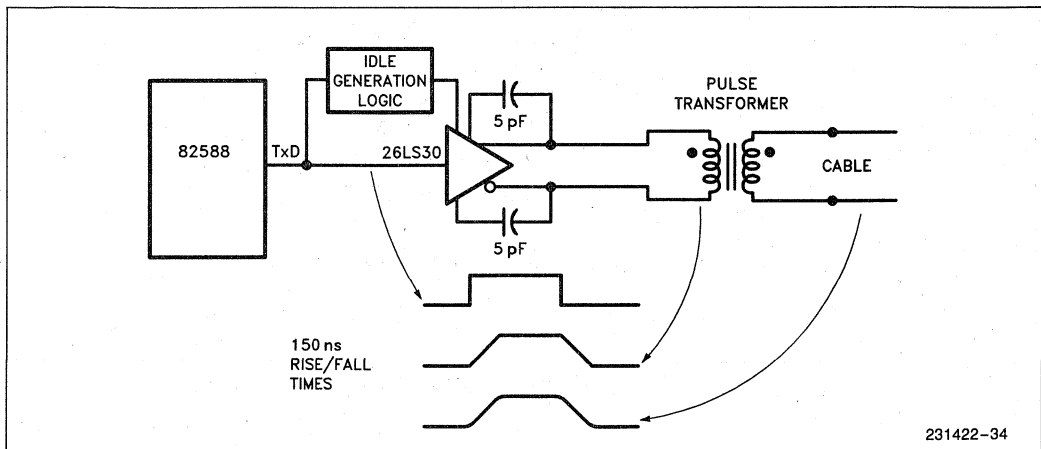 IDLE
GENERATION
LOGIC
5 pF
PULSE
TRANSFORMER
82588
TxD
26LS30
CABLE
5 pF
150 ns
RISE/FALL
TIMES
231422-34